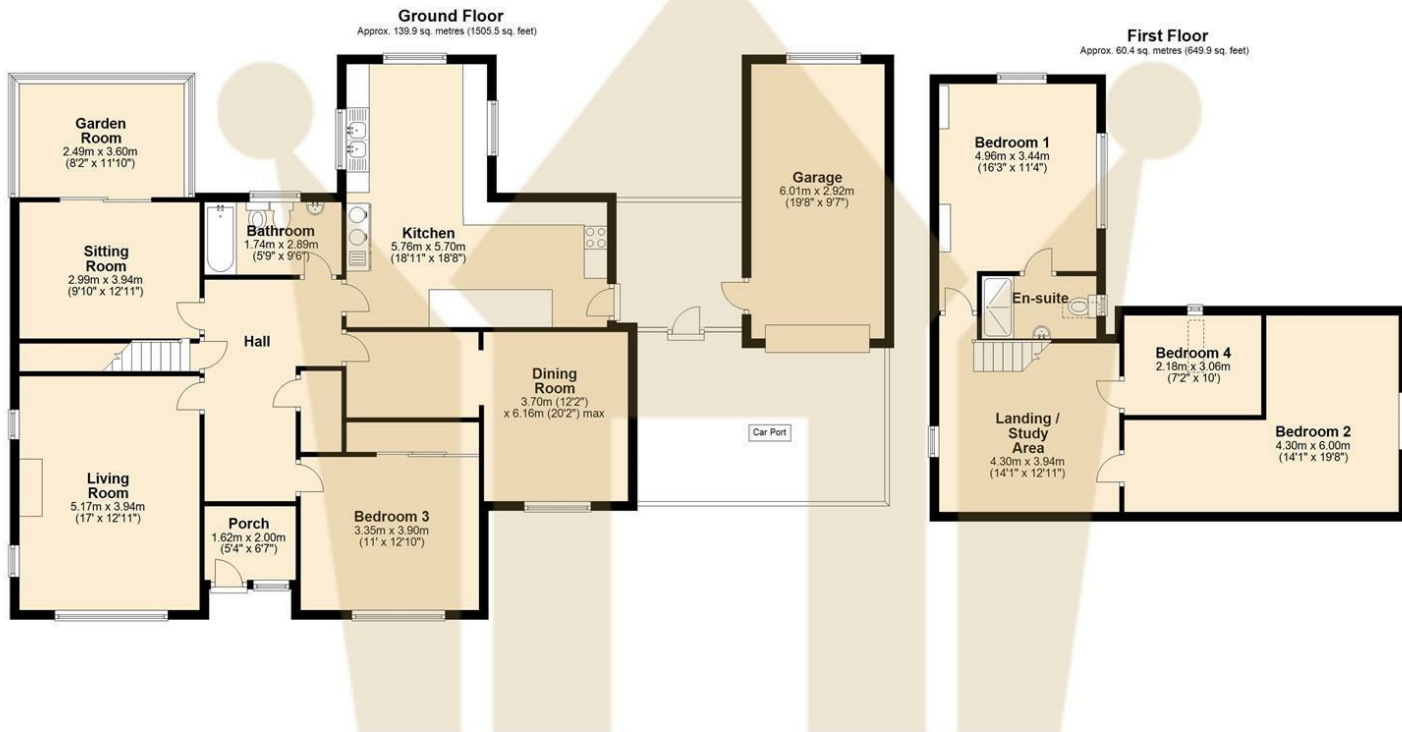 Ground Floor
Approx. 139.9 sq. metres (1505.5 sq. feet)
Garden
Room
2.49m x 3.60m
(8'2" x 11'10")
Sitting
Room
2.99m x 3.94m
(9'10" x 12'11")
Bathroom
1.74m x 2.89m
(5'9" x 9'6")
Kitchen
5.76m x 5.70m
(18'11" x 18'8")
Garage
6.01m x 2.92m
(19'8" x 9'7")
Hall
Dining
Room
3.70m (12'2")
x 6.16m (20'2") max
Car Port
Living
Room
5.17m x 3.94m
(17' x 12'11")
Porch
1.62m x 2.00m
(5'4" x 6'7")
Bedroom 3
3.35m x 3.90m
(11' x 12'10")
First Floor
Approx. 60.4 sq. metres (649.9 sq. feet)
Bedroom 1
4.96m x 3.44m
(16'3" x 11'4")
En-suite
Bedroom 4
2.18m x 3.06m
(7'2" x 10')
Landing /
Study
Area
4.30m x 3.94m
(14'1" x 12'11")
Bedroom 2
4.30m x 6.00m
(14'1" x 19'8")